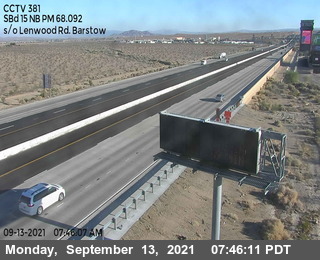 CCTV 381
SBd 15 NB PM 68.092
s/o Lenwood Rd. Barstow
09-13-2021 07:46:07 AM
Monday, September 13, 2021 07:46:11 PDT